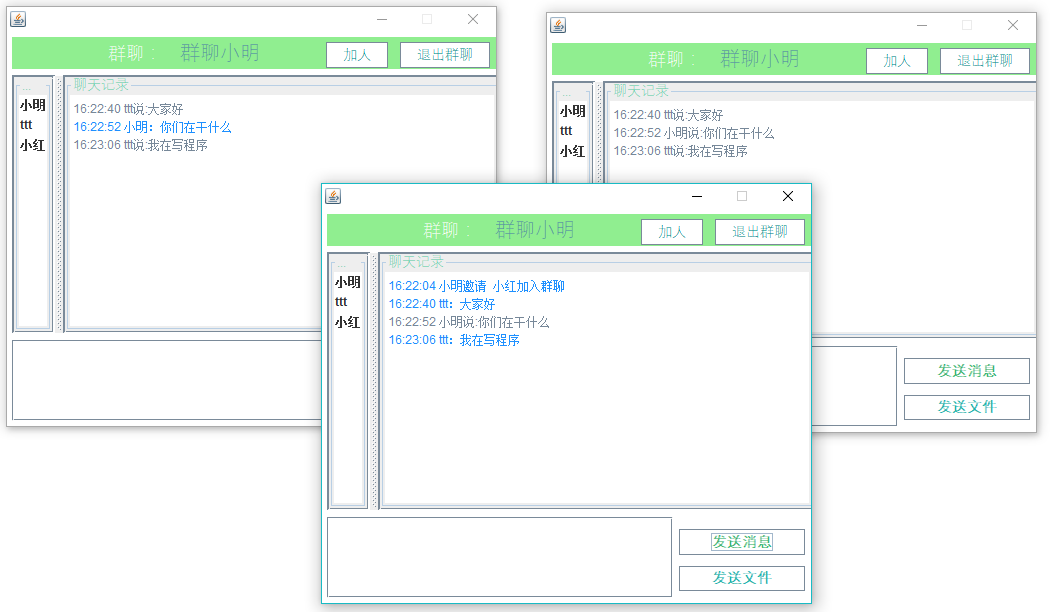 群聊： 群聊小明 加人 退出群聊
... 聊天记录
小明
ttt
小红
16:22:40 ttt说:大家好
16:22:52 小明：你们在干什么
16:23:06 ttt说:我在写程序
群聊： 群聊小明 加人 退出群聊
... 聊天记录
小明
ttt
小红
16:22:40 ttt说:大家好
16:22:52 小明说:你们在干什么
16:23:06 ttt说:我在写程序
发送消息
发送文件
群聊： 群聊小明 加人 退出群聊
... 聊天记录
小明
ttt
小红
16:22:04 小明邀请 小红加入群聊
16:22:40 ttt：大家好
16:22:52 小明说:你们在干什么
16:23:06 ttt：我在写程序
发送消息
发送文件